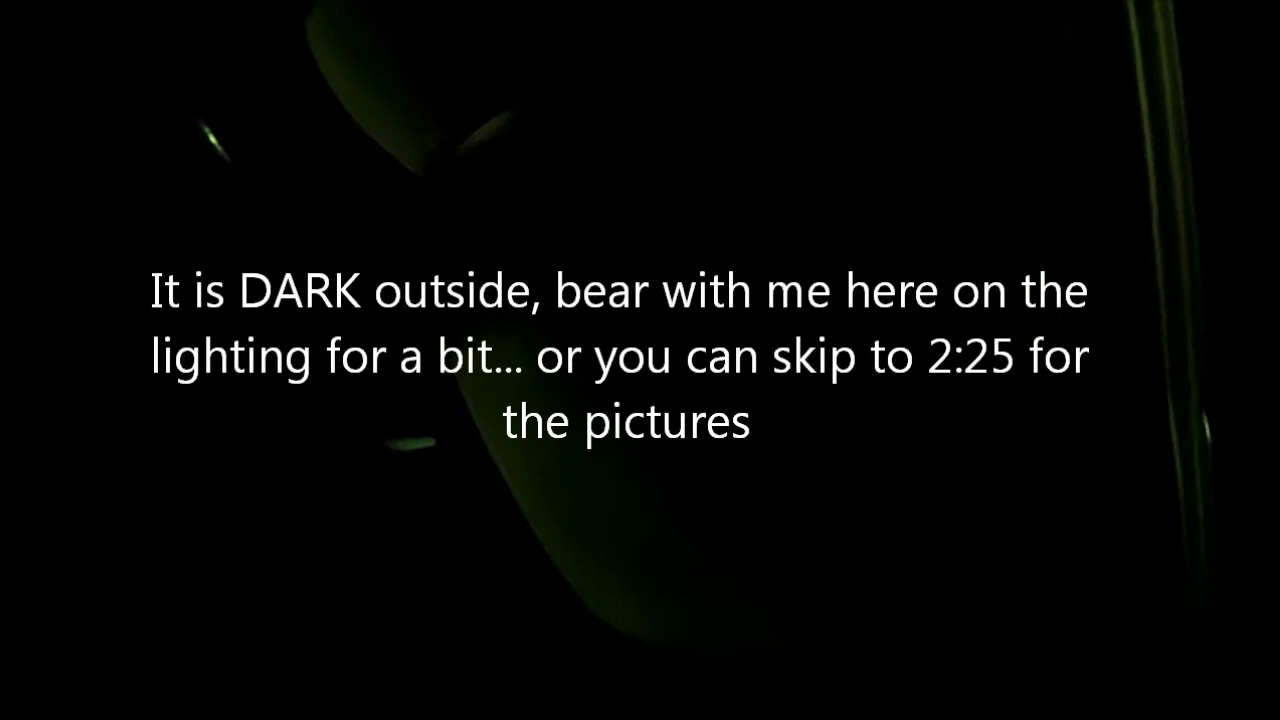 It is DARK outside, bear with me here on the
lighting for a bit... or you can skip to 2:25 for
the pictures